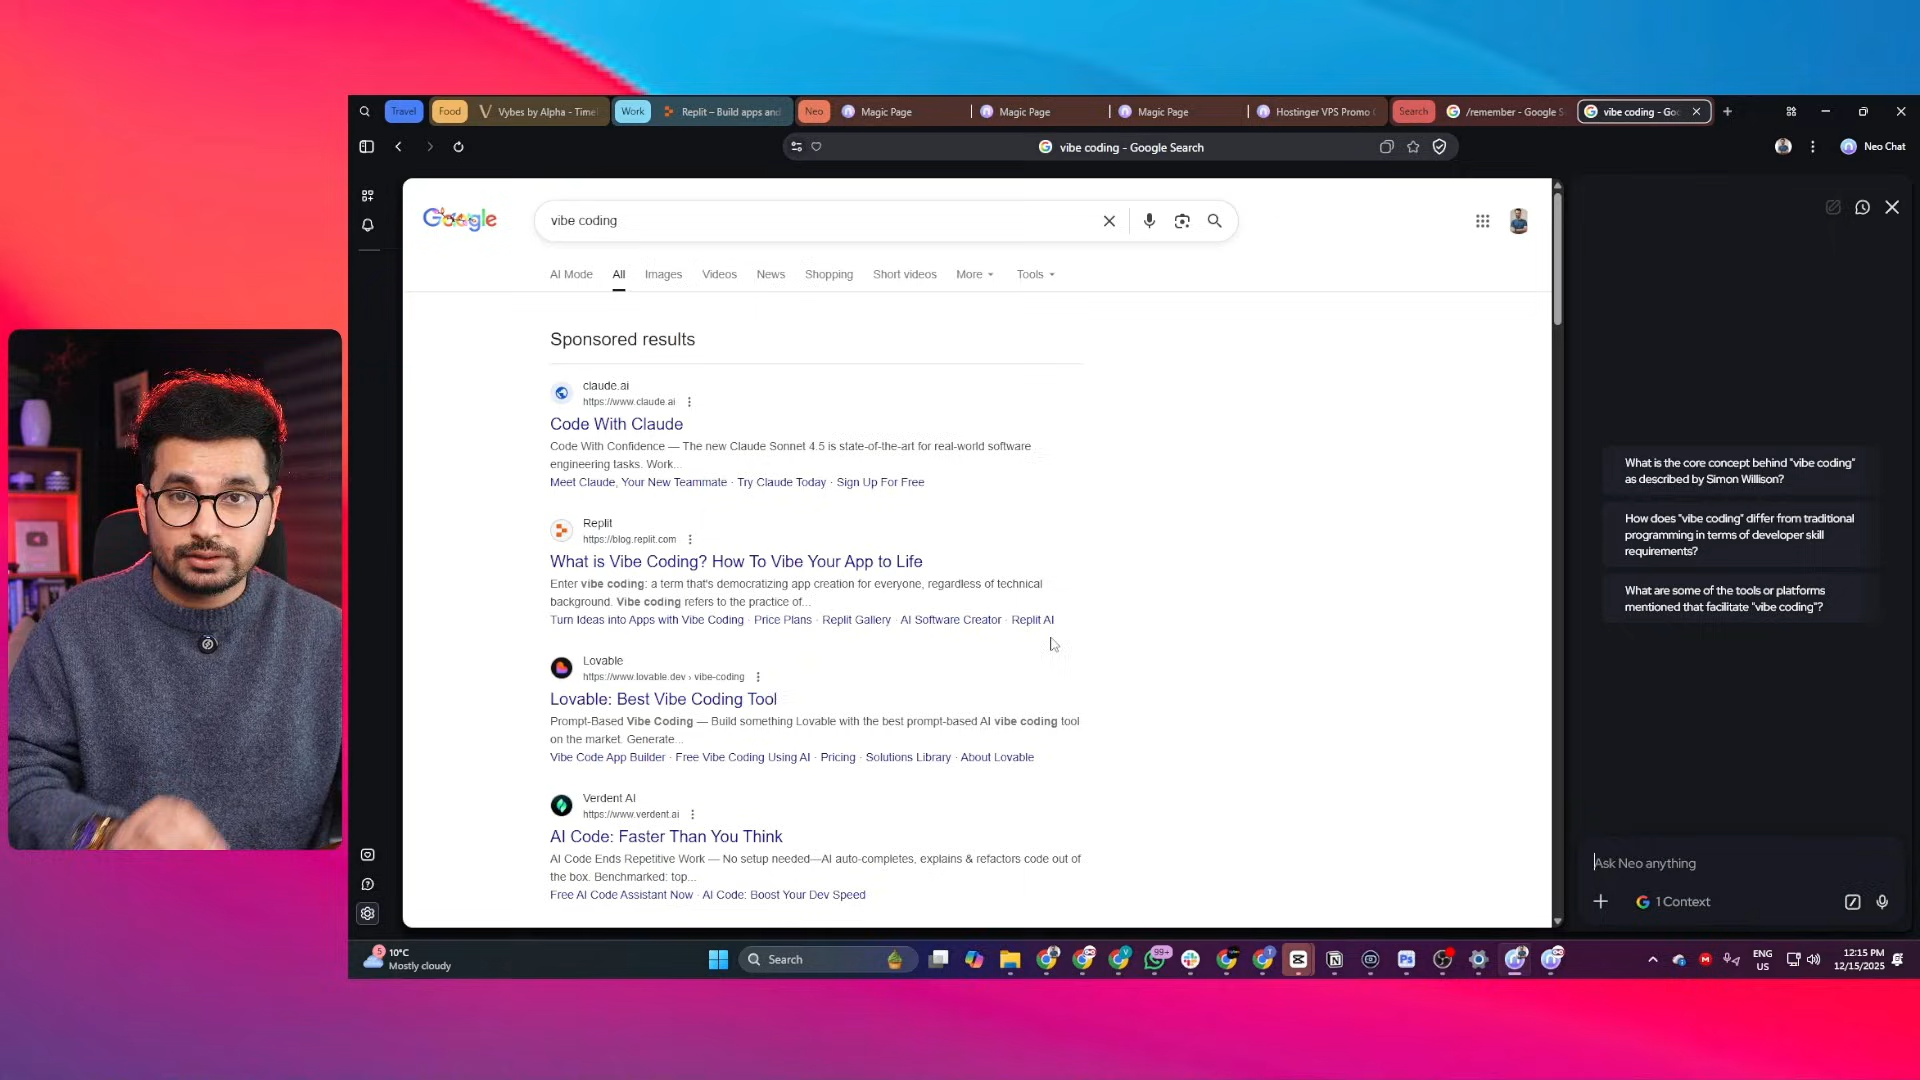 Travel
Food
Vybes by Alpha - Time
Work
Replit – Build apps and
Neo
Magic Page
Magic Page
Magic Page
Hostinger VPS Promo
Search
/remember - Google S
vibe coding - Goo
vibe coding - Google Search
Neo Chat
Google
vibe coding
AI Mode
All
Images
Videos
News
Shopping
Short videos
More
Tools
Sponsored results
claude.ai
https://www.claude.ai
Code With Claude
Code With Confidence — The new Claude Sonnet 4.5 is state-of-the-art for real-world software
engineering tasks. Work...
Meet Claude, Your New Teammate · Try Claude Today · Sign Up For Free
Replit
https://blog.replit.com
What is Vibe Coding? How To Vibe Your App to Life
Enter vibe coding: a term that's democratizing app creation for everyone, regardless of technical
background. Vibe coding refers to the practice of...
Turn Ideas into Apps with Vibe Coding · Price Plans · Replit Gallery · AI Software Creator · Replit AI
Lovable
https://www.lovable.dev › vibe-coding
Lovable: Best Vibe Coding Tool
Prompt-Based Vibe Coding — Build something Lovable with the best prompt-based AI vibe coding tool
on the market. Generate...
Vibe Code App Builder · Free Vibe Coding Using AI · Pricing · Solutions Library · About Lovable
Verdent AI
https://www.verdent.ai
AI Code: Faster Than You Think
AI Code Ends Repetitive Work — No setup needed—AI auto-completes, explains & refactors code out of
the box. Benchmarked: top...
Free AI Code Assistant Now · AI Code: Boost Your Dev Speed
What is the core concept behind "vibe coding"
as described by Simon Willison?
How does "vibe coding" differ from traditional
programming in terms of developer skill
requirements?
What are some of the tools or platforms
mentioned that facilitate "vibe coding"?
Ask Neo anything
1 Context
5
10°C
Mostly cloudy
Search
99+
Ps
ENG
US
12:15 PM
12/15/2025